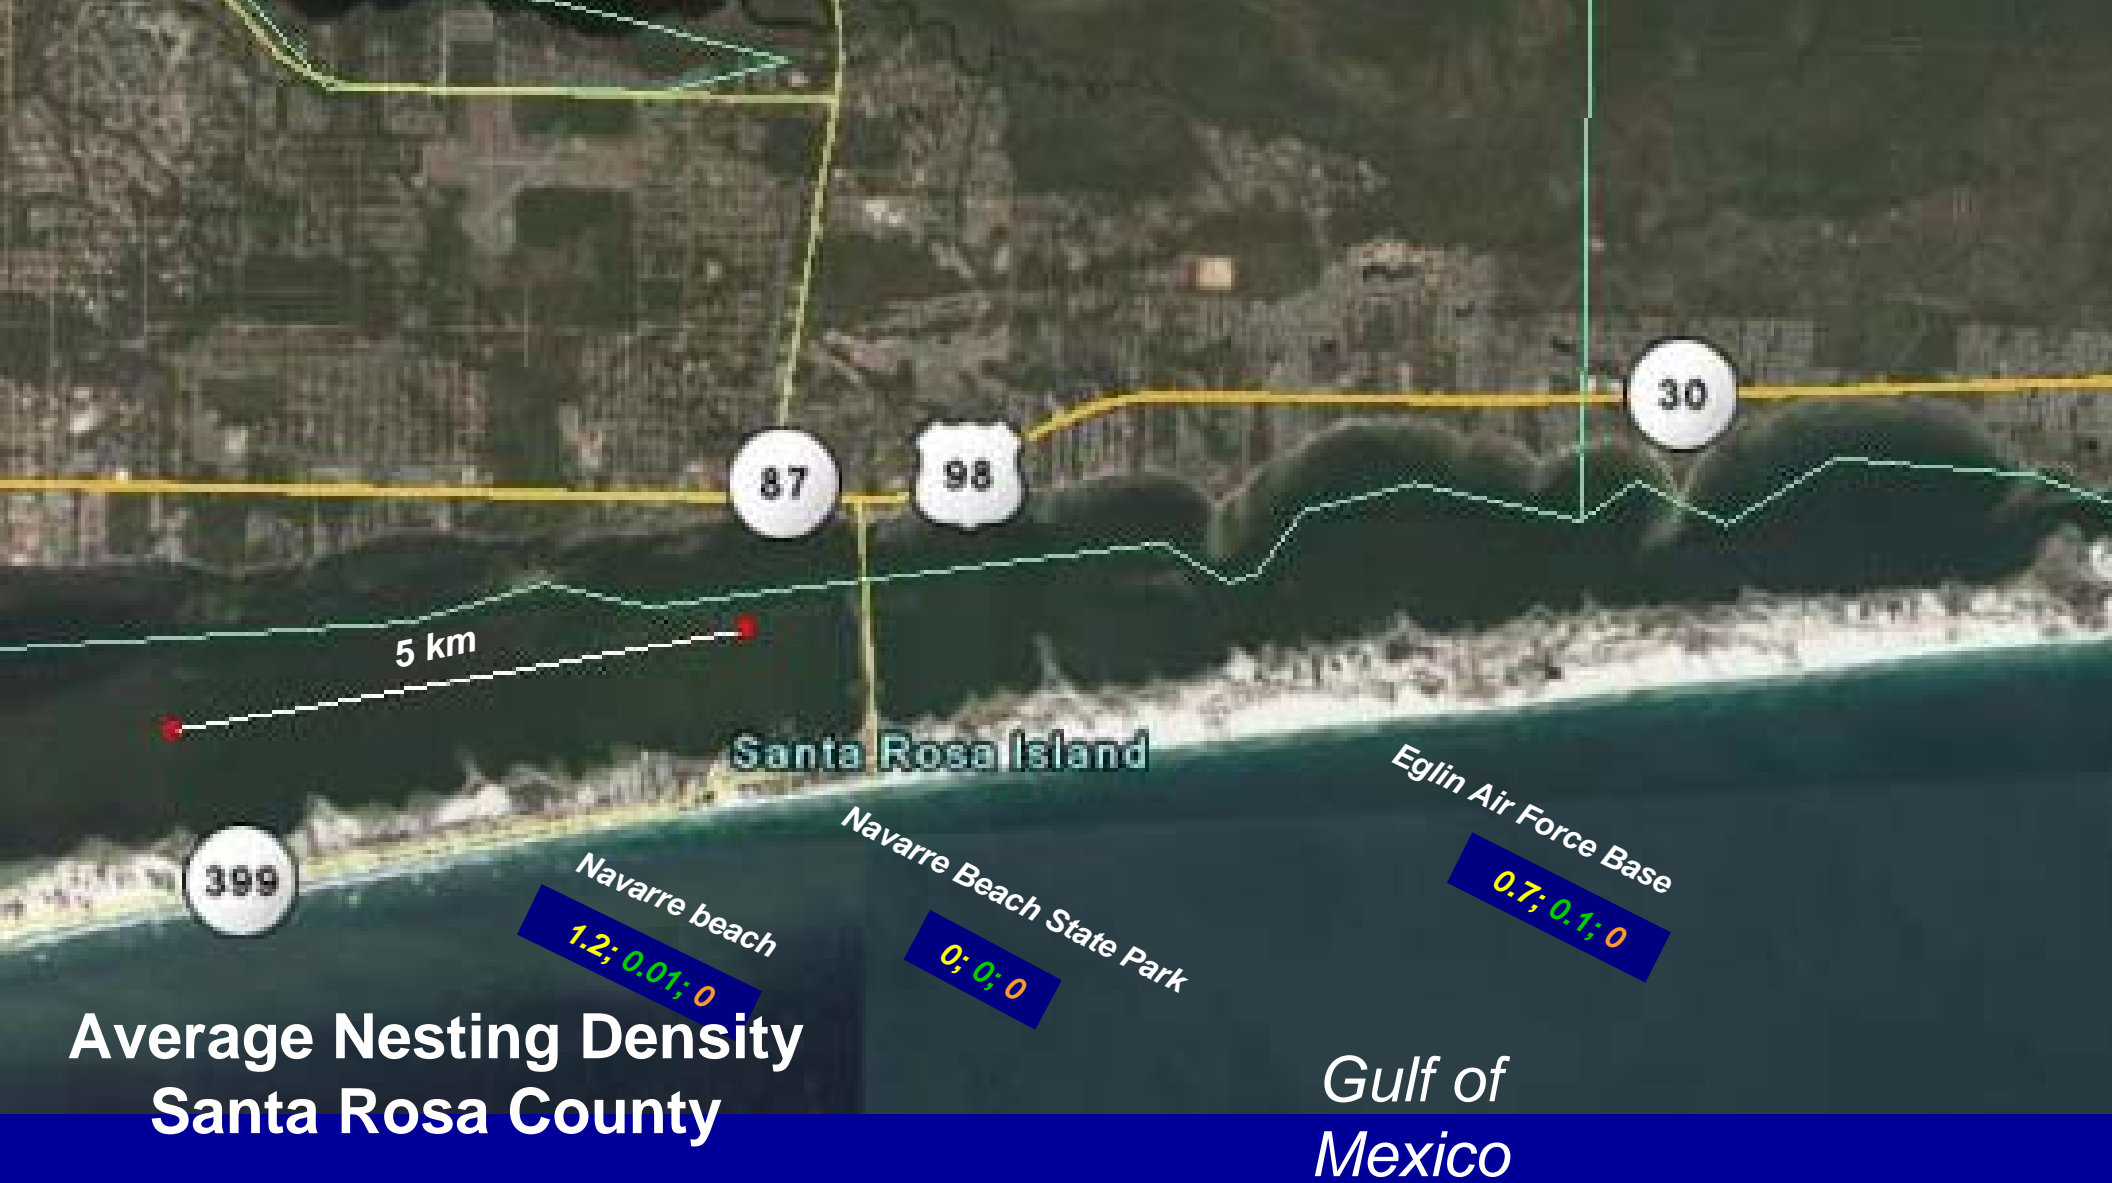 30
87
98
5 km
Santa Rosa Island
Eglin Air Force Base
0.7; 0.1; 0
Navarre Beach State Park
0; 0; 0
399
Navarre beach
1.2; 0.01; 0
Average Nesting Density
Santa Rosa County
Gulf of
Mexico